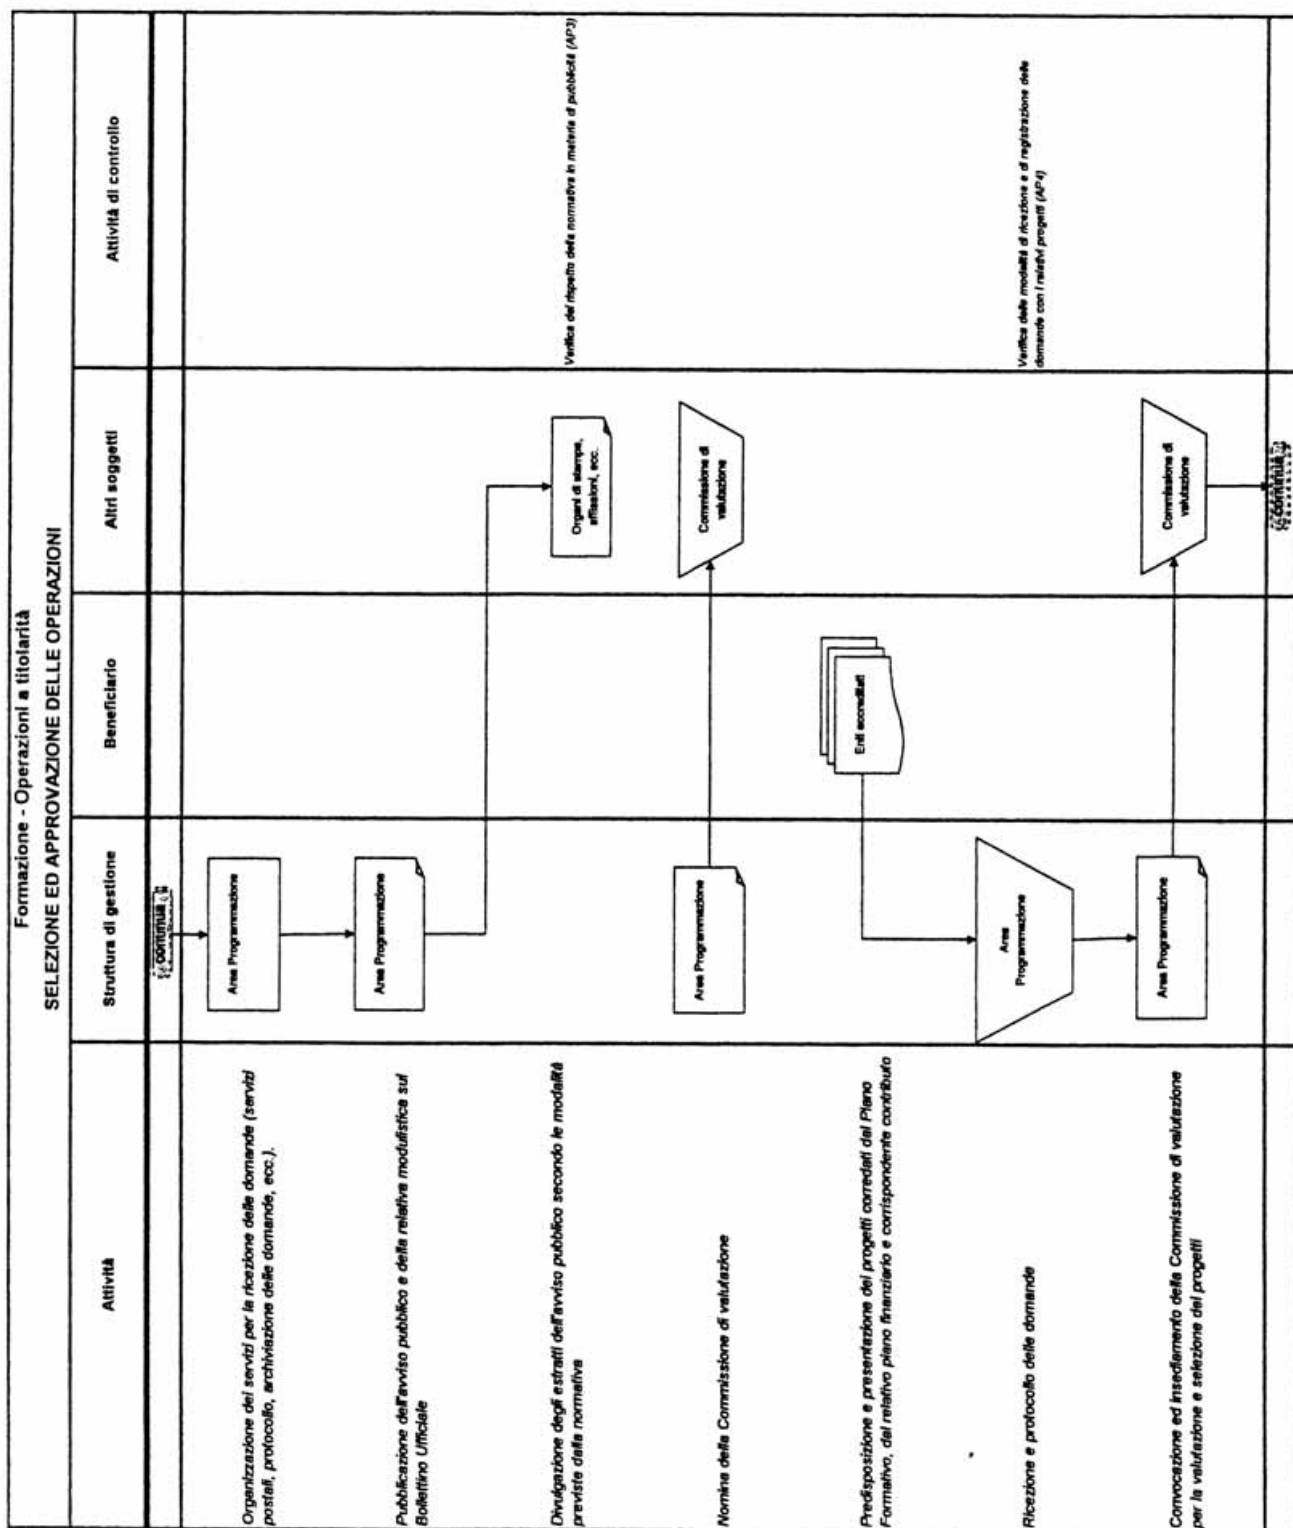 Formazione - Operazioni a titolarità
SELEZIONE ED APPROVAZIONE DELLE OPERAZIONI
Attività
Struttura di gestione
Beneficiario
Altri soggetti
Attività di controllo
continua
Organizzazione dei servizi per la ricezione delle domande (servizi
postali, protocollo, archiviazione delle domande, ecc.).
Area Programmazione
Pubblicazione dell'avviso pubblico e della relativa modulistica sul
Bollettino Ufficiale
Area Programmazione
Divulgazione degli estratti dell'avviso pubblico secondo le modalità
previste dalla normativa
Organi di stampa,
affissioni, ecc.
Verifica del rispetto della normativa in materia di pubblicità (AP3)
Nomina della Commissione di valutazione
Area Programmazione
Commissione di
valutazione
Predisposizione e presentazione dei progetti corredati dal Piano
Formativo, dal relativo piano finanziario e corrispondente contributo
Enti accreditati
Ricezione e protocollo delle domande
Area
Programmazione
Verifica delle modalità di ricezione e di registrazione delle
domande con i relativi progetti (AP4)
Convocazione ed insediamento della Commissione di valutazione
per la valutazione e selezione dei progetti
Area Programmazione
Commissione di
valutazione
continua